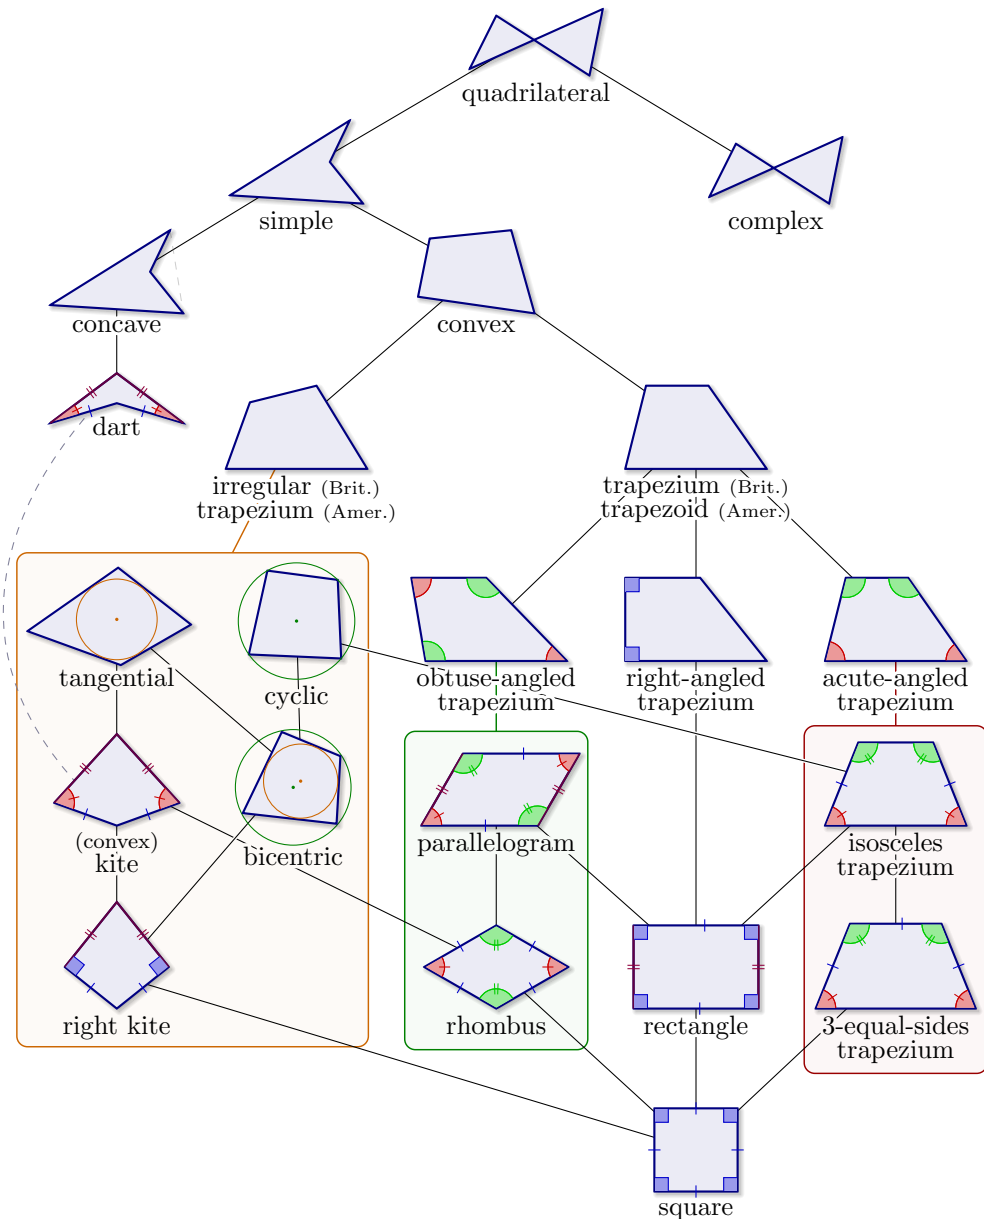 quadrilateral
simple
complex
concave
convex
dart
irregular (Brit.)
trapezium (Amer.)
trapezium (Brit.)
trapezoid (Amer.)
tangential
cyclic
obtuse-angled
trapezium
right-angled
trapezium
acute-angled
trapezium
(convex)
kite
bicentric
parallelogram
isosceles
trapezium
right kite
rhombus
rectangle
3-equal-sides
trapezium
square